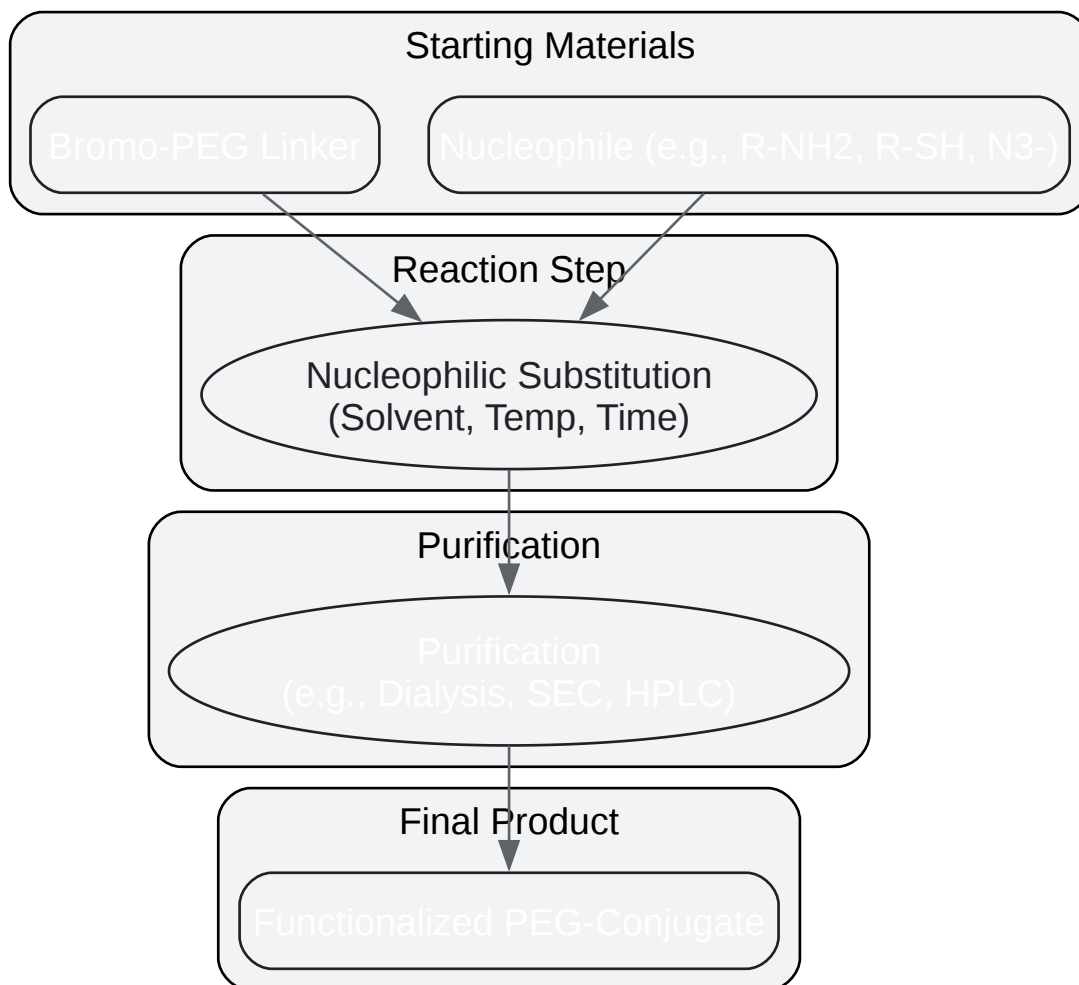 Starting Materials
Bromo-PEG Linker
Nucleophile (e.g., R-NH2, R-SH, N3-)
Reaction Step
Nucleophilic Substitution
(Solvent, Temp, Time)
Purification
Purification
(e.g., Dialysis, SEC, HPLC)
Final Product
Functionalized PEG-Conjugate